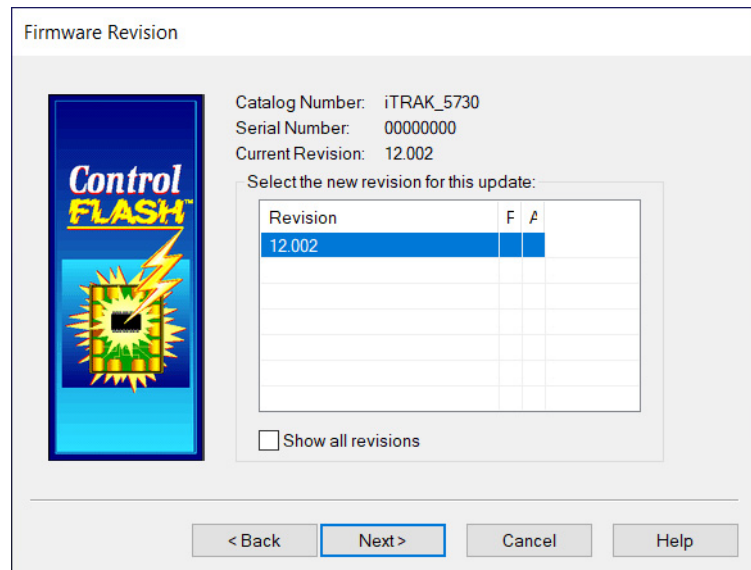 Firmware Revision
Control
FLASH™
Catalog Number: iTRAK_5730
Serial Number: 00000000
Current Revision: 12.002
Select the new revision for this update:
Revision F A
12.002
Show all revisions
< Back Next > Cancel Help